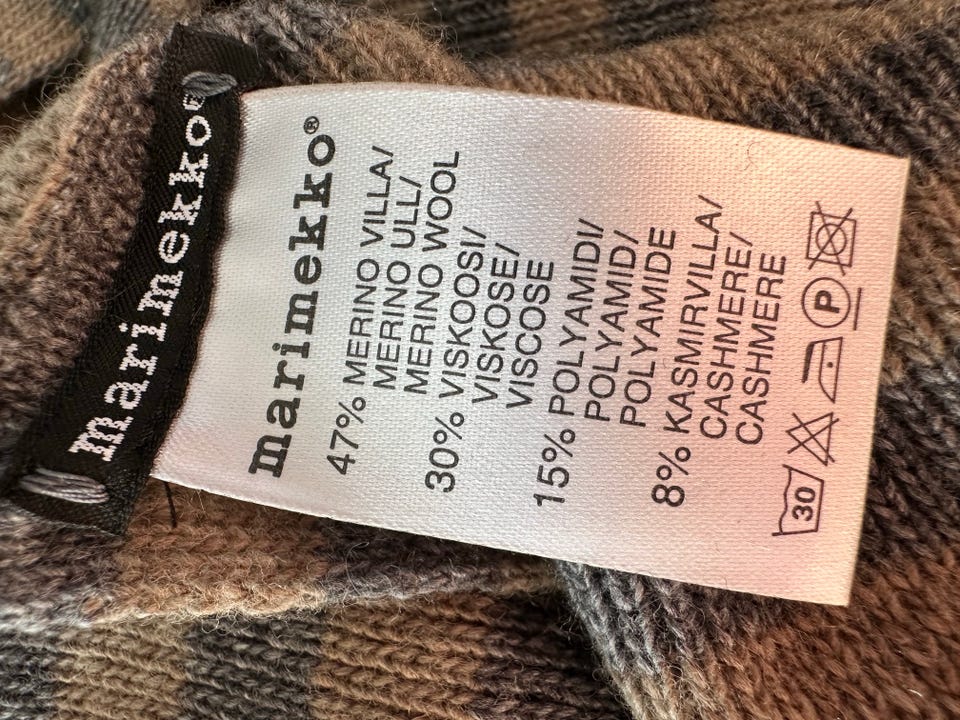 marimekko®
marimekko®
47% MERINO VILLA/
MERINO ULL/
MERINO WOOL
30% VISKOOSI/
VISKOSE/
VISCOSE
15% POLYAMIDI/
POLYAMID/
POLYAMIDE
8% KASMIRVILLA/
CASHMERE/
CASHMERE
30 P